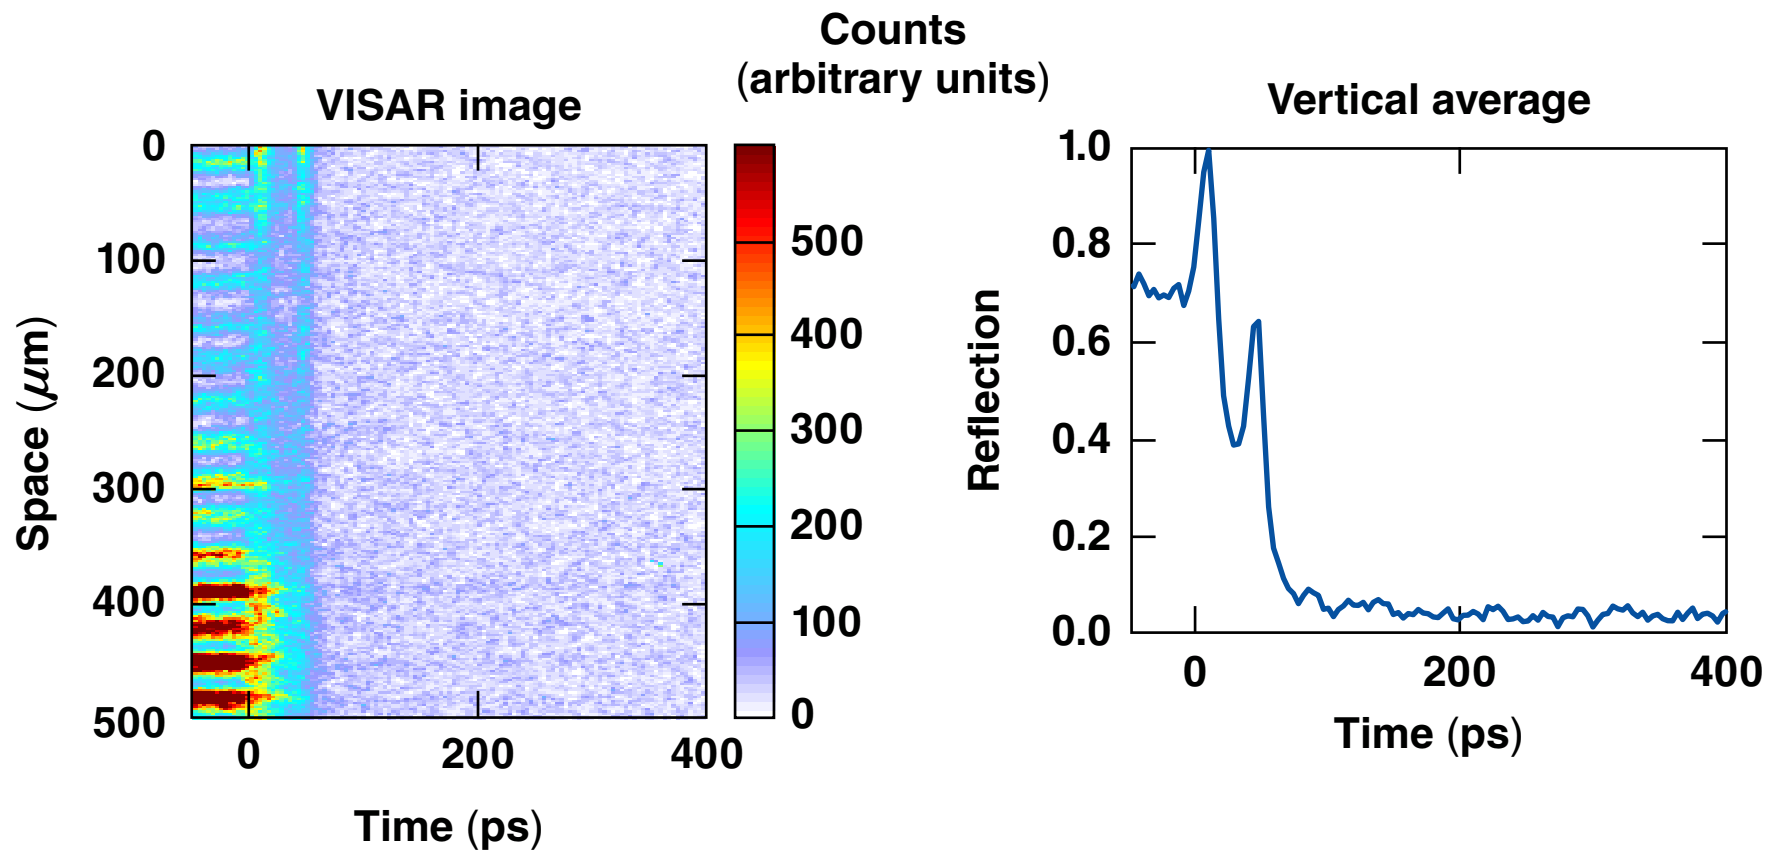 VISAR image
Space (μm)
0
100
200
300
400
500
0 200 400
Time (ps)
Counts
(arbitrary units)
500
400
300
200
100
0
Vertical average
Reflection
1.0
0.8
0.6
0.4
0.2
0.0
0 200 400
Time (ps)